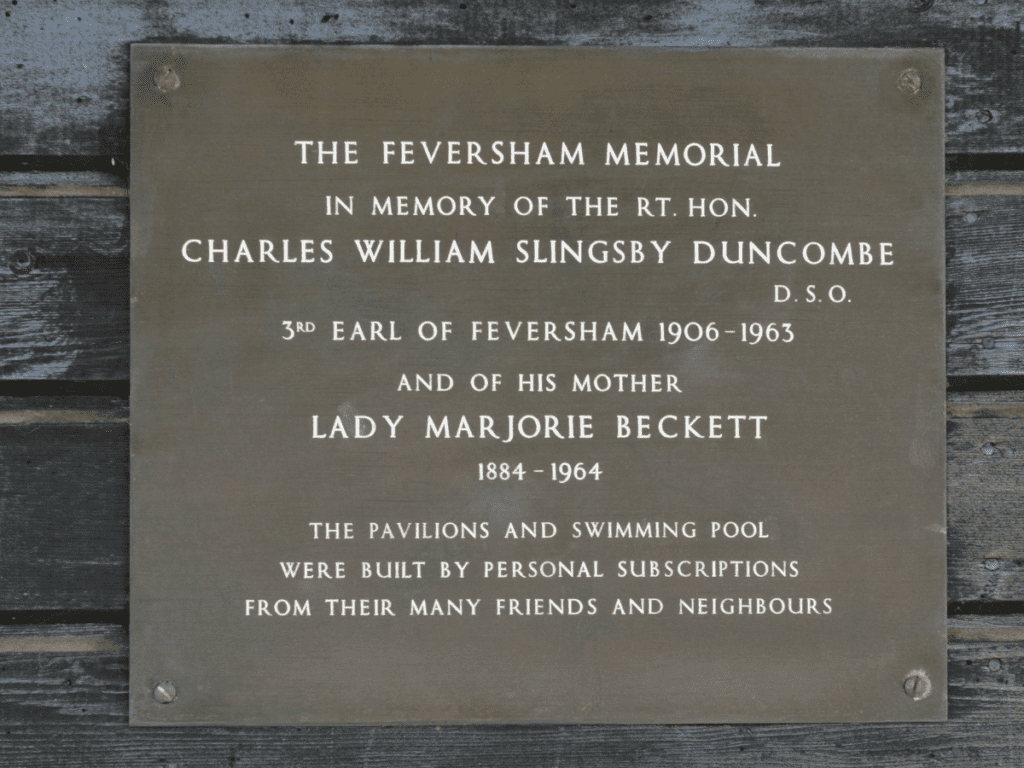 THE FEVERSHAM MEMORIAL
IN MEMORY OF THE RT. HON.
CHARLES WILLIAM SLINGSBY DUNCOMBE
D. S. O.
3RD EARL OF FEVERSHAM 1906-1963
AND OF HIS MOTHER
LADY MARJORIE BECKETT
1884-1964
THE PAVILIONS AND SWIMMING POOL
WERE BUILT BY PERSONAL SUBSCRIPTIONS
FROM THEIR MANY FRIENDS AND NEIGHBOURS